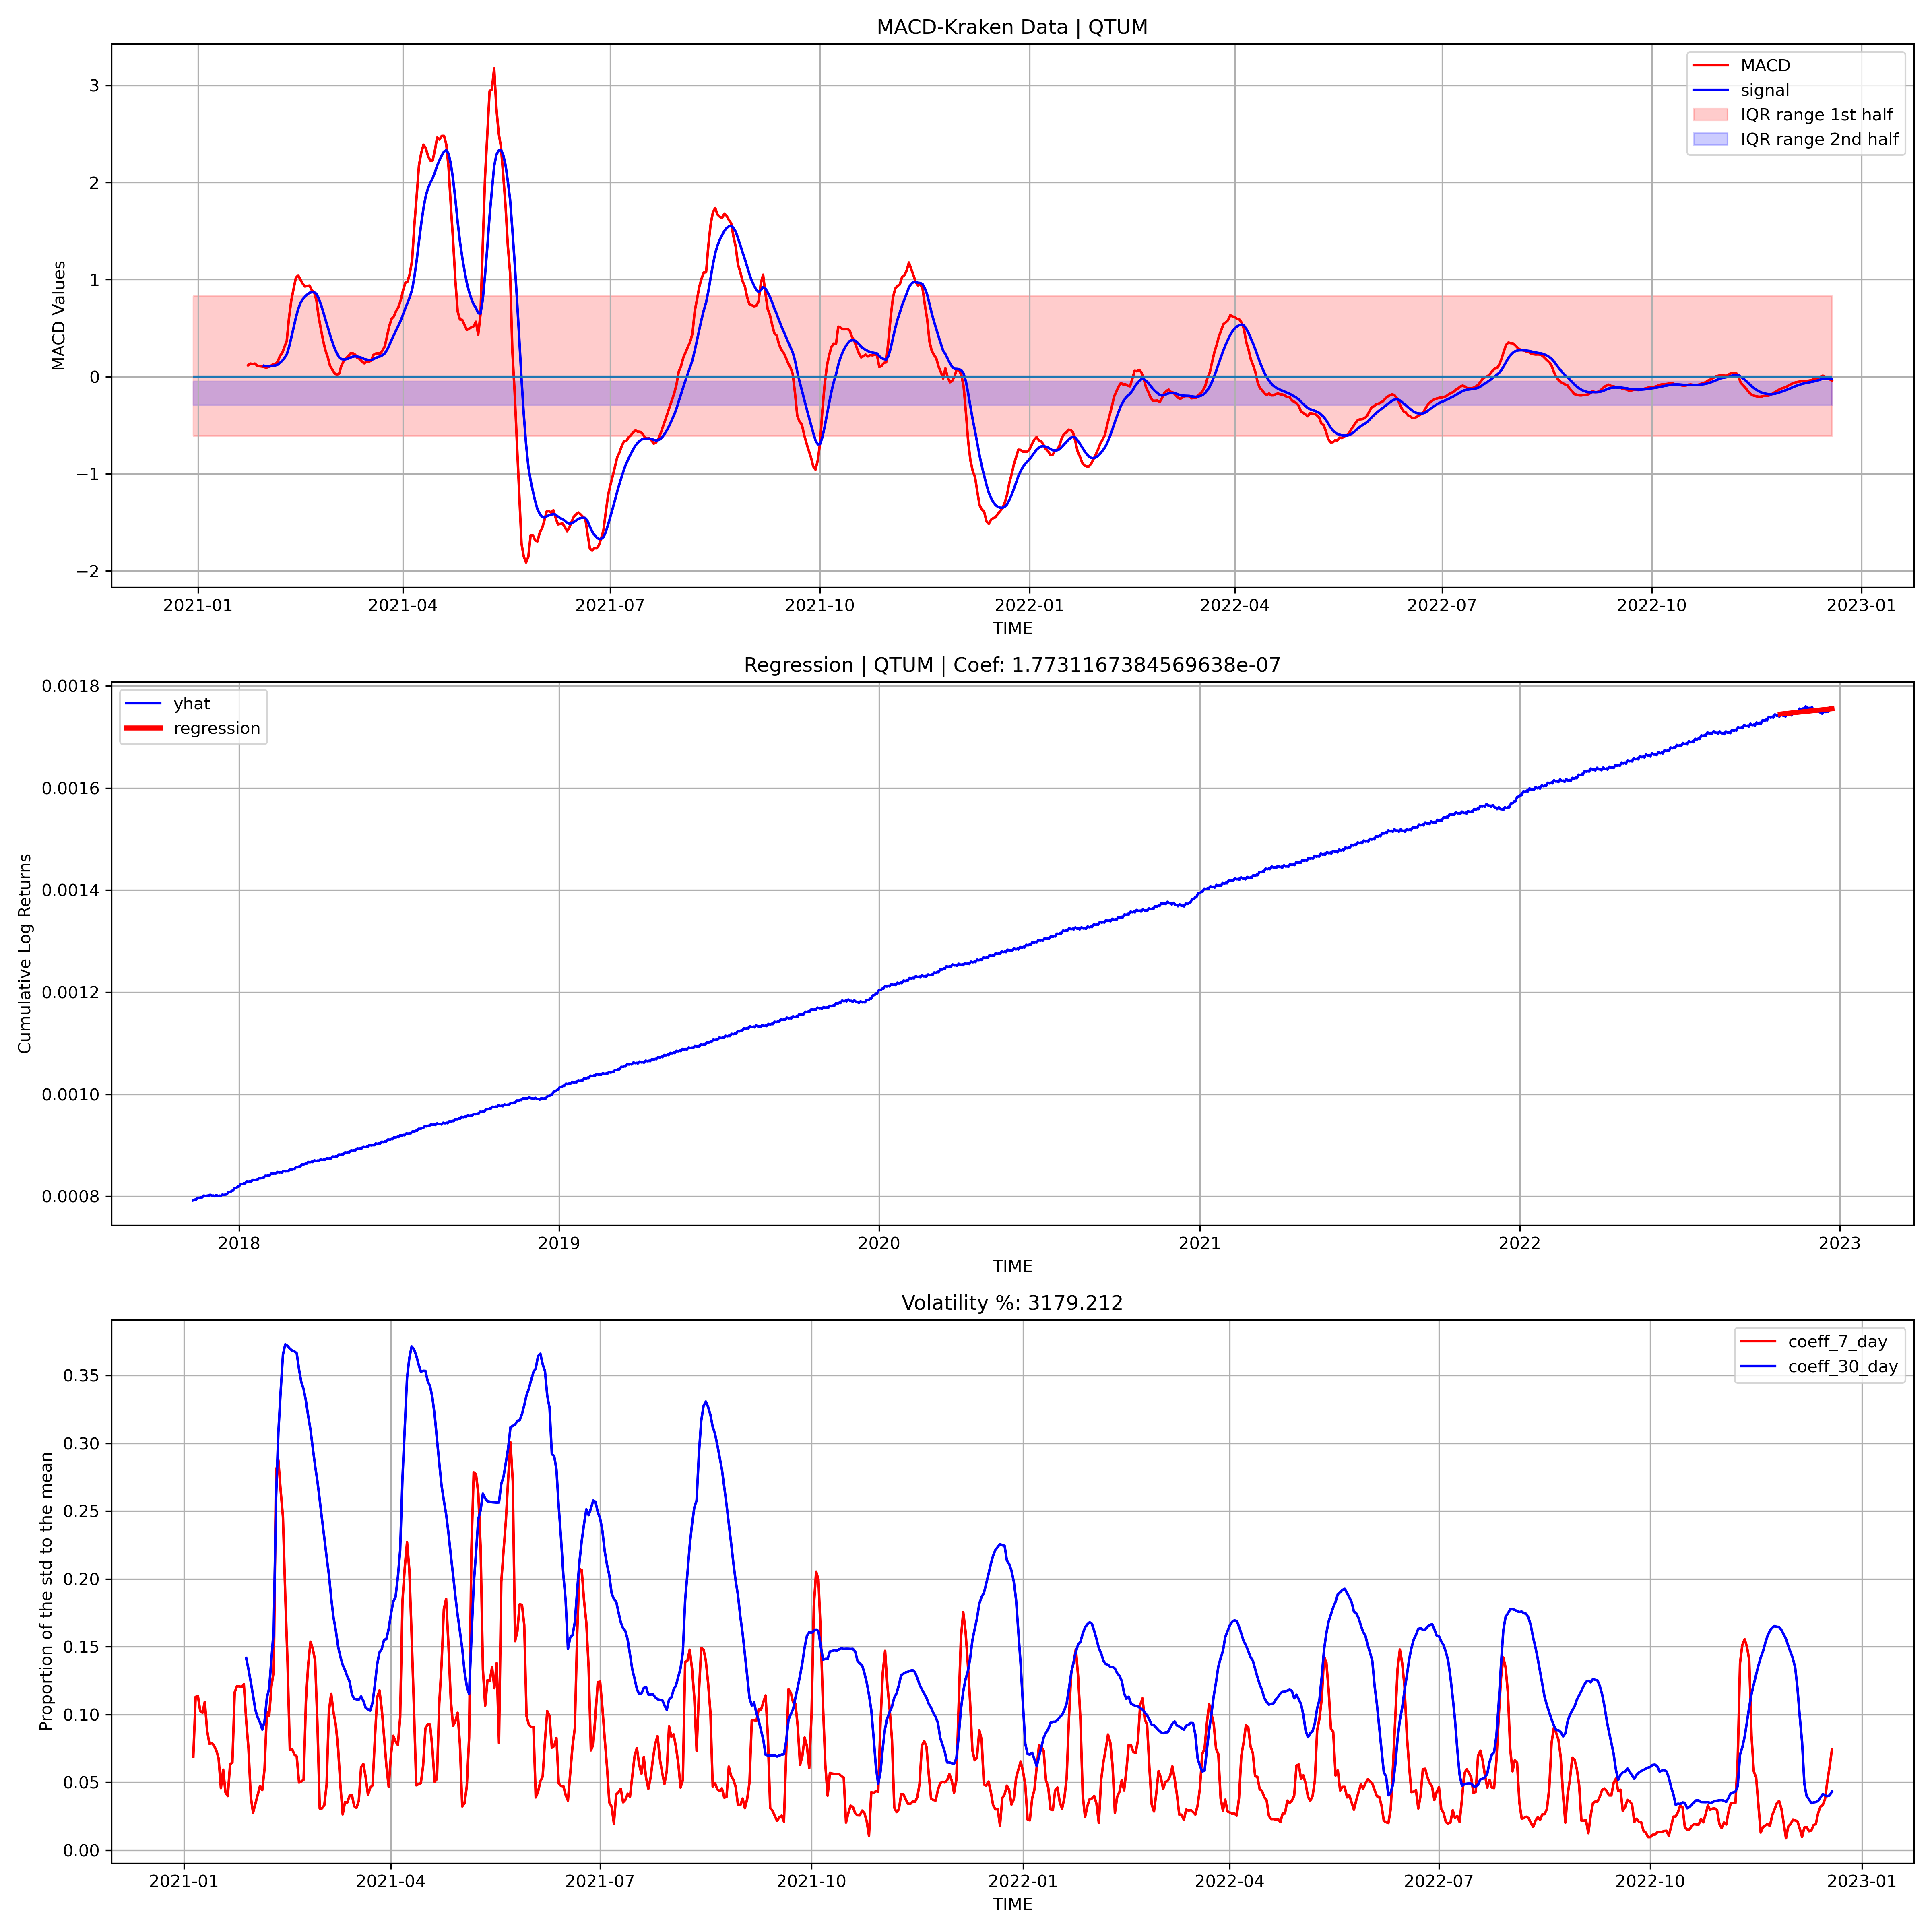 MACD-Kraken Data | QTUM
MACD Values
3
2
1
0
−1
−2
MACD
signal
IQR range 1st half
IQR range 2nd half
2021-01 2021-04 2021-07 2021-10 2022-01 2022-04 2022-07 2022-10 2023-01
TIME
Regression | QTUM | Coef: 1.7731167384569638e-07
Cumulative Log Returns
0.0018
0.0016
0.0014
0.0012
0.0010
0.0008
yhat
regression
2018 2019 2020 2021 2022 2023
TIME
Volatility %: 3179.212
Proportion of the std to the mean
0.35
0.30
0.25
0.20
0.15
0.10
0.05
0.00
coeff_7_day
coeff_30_day
2021-01 2021-04 2021-07 2021-10 2022-01 2022-04 2022-07 2022-10 2023-01
TIME